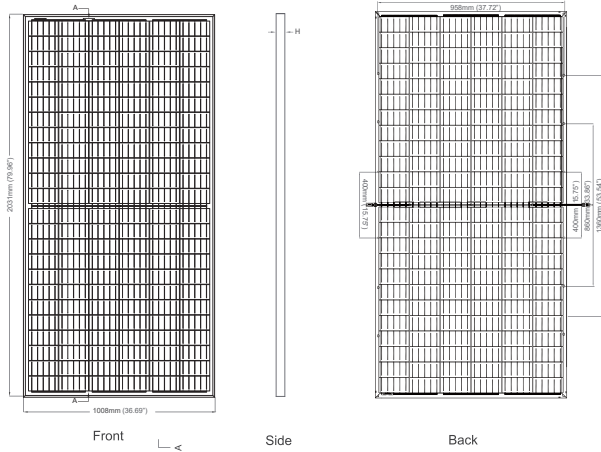 A
958mm (37.72")
H
2031mm (79.96")
400mm (15.75")
400mm (15.75")
860mm(33.86")
1360mm (53.54")
A
1008mm (36.69")
Front
A
Side
Back